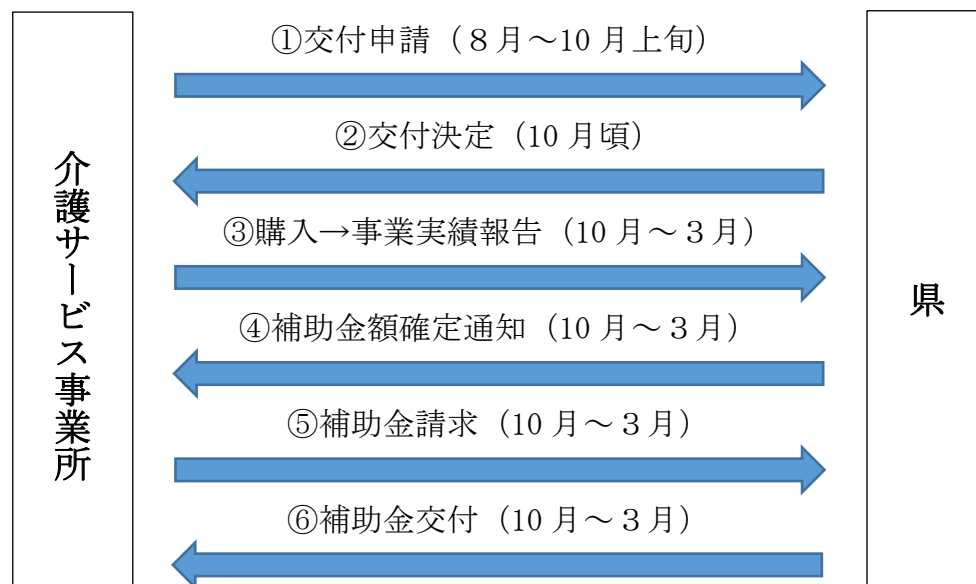 介護サービス事業所
①交付申請（８月～10 月上旬）
②交付決定（10 月頃）
③購入→事業実績報告（10 月～３月）
④補助金額確定通知（10 月～３月）
⑤補助金請求（10 月～３月）
⑥補助金交付（10 月～３月）
県